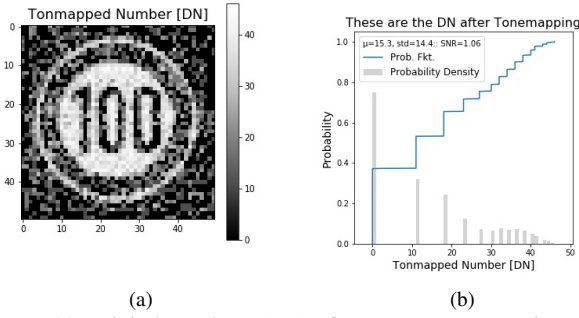 Tonmapped Number [DN]
0
10
20
30
40
0 10 20 30 40
40
30
20
10
0
100
(a)
These are the DN after Tonemapping
μ=15.3, std=14.4:: SNR=1.06
Prob. Fkt.
Probability Density
Probability
1.0
0.8
0.6
0.4
0.2
0.0
0 10 20 30 40 50
Tonmapped Number [DN]
(b)